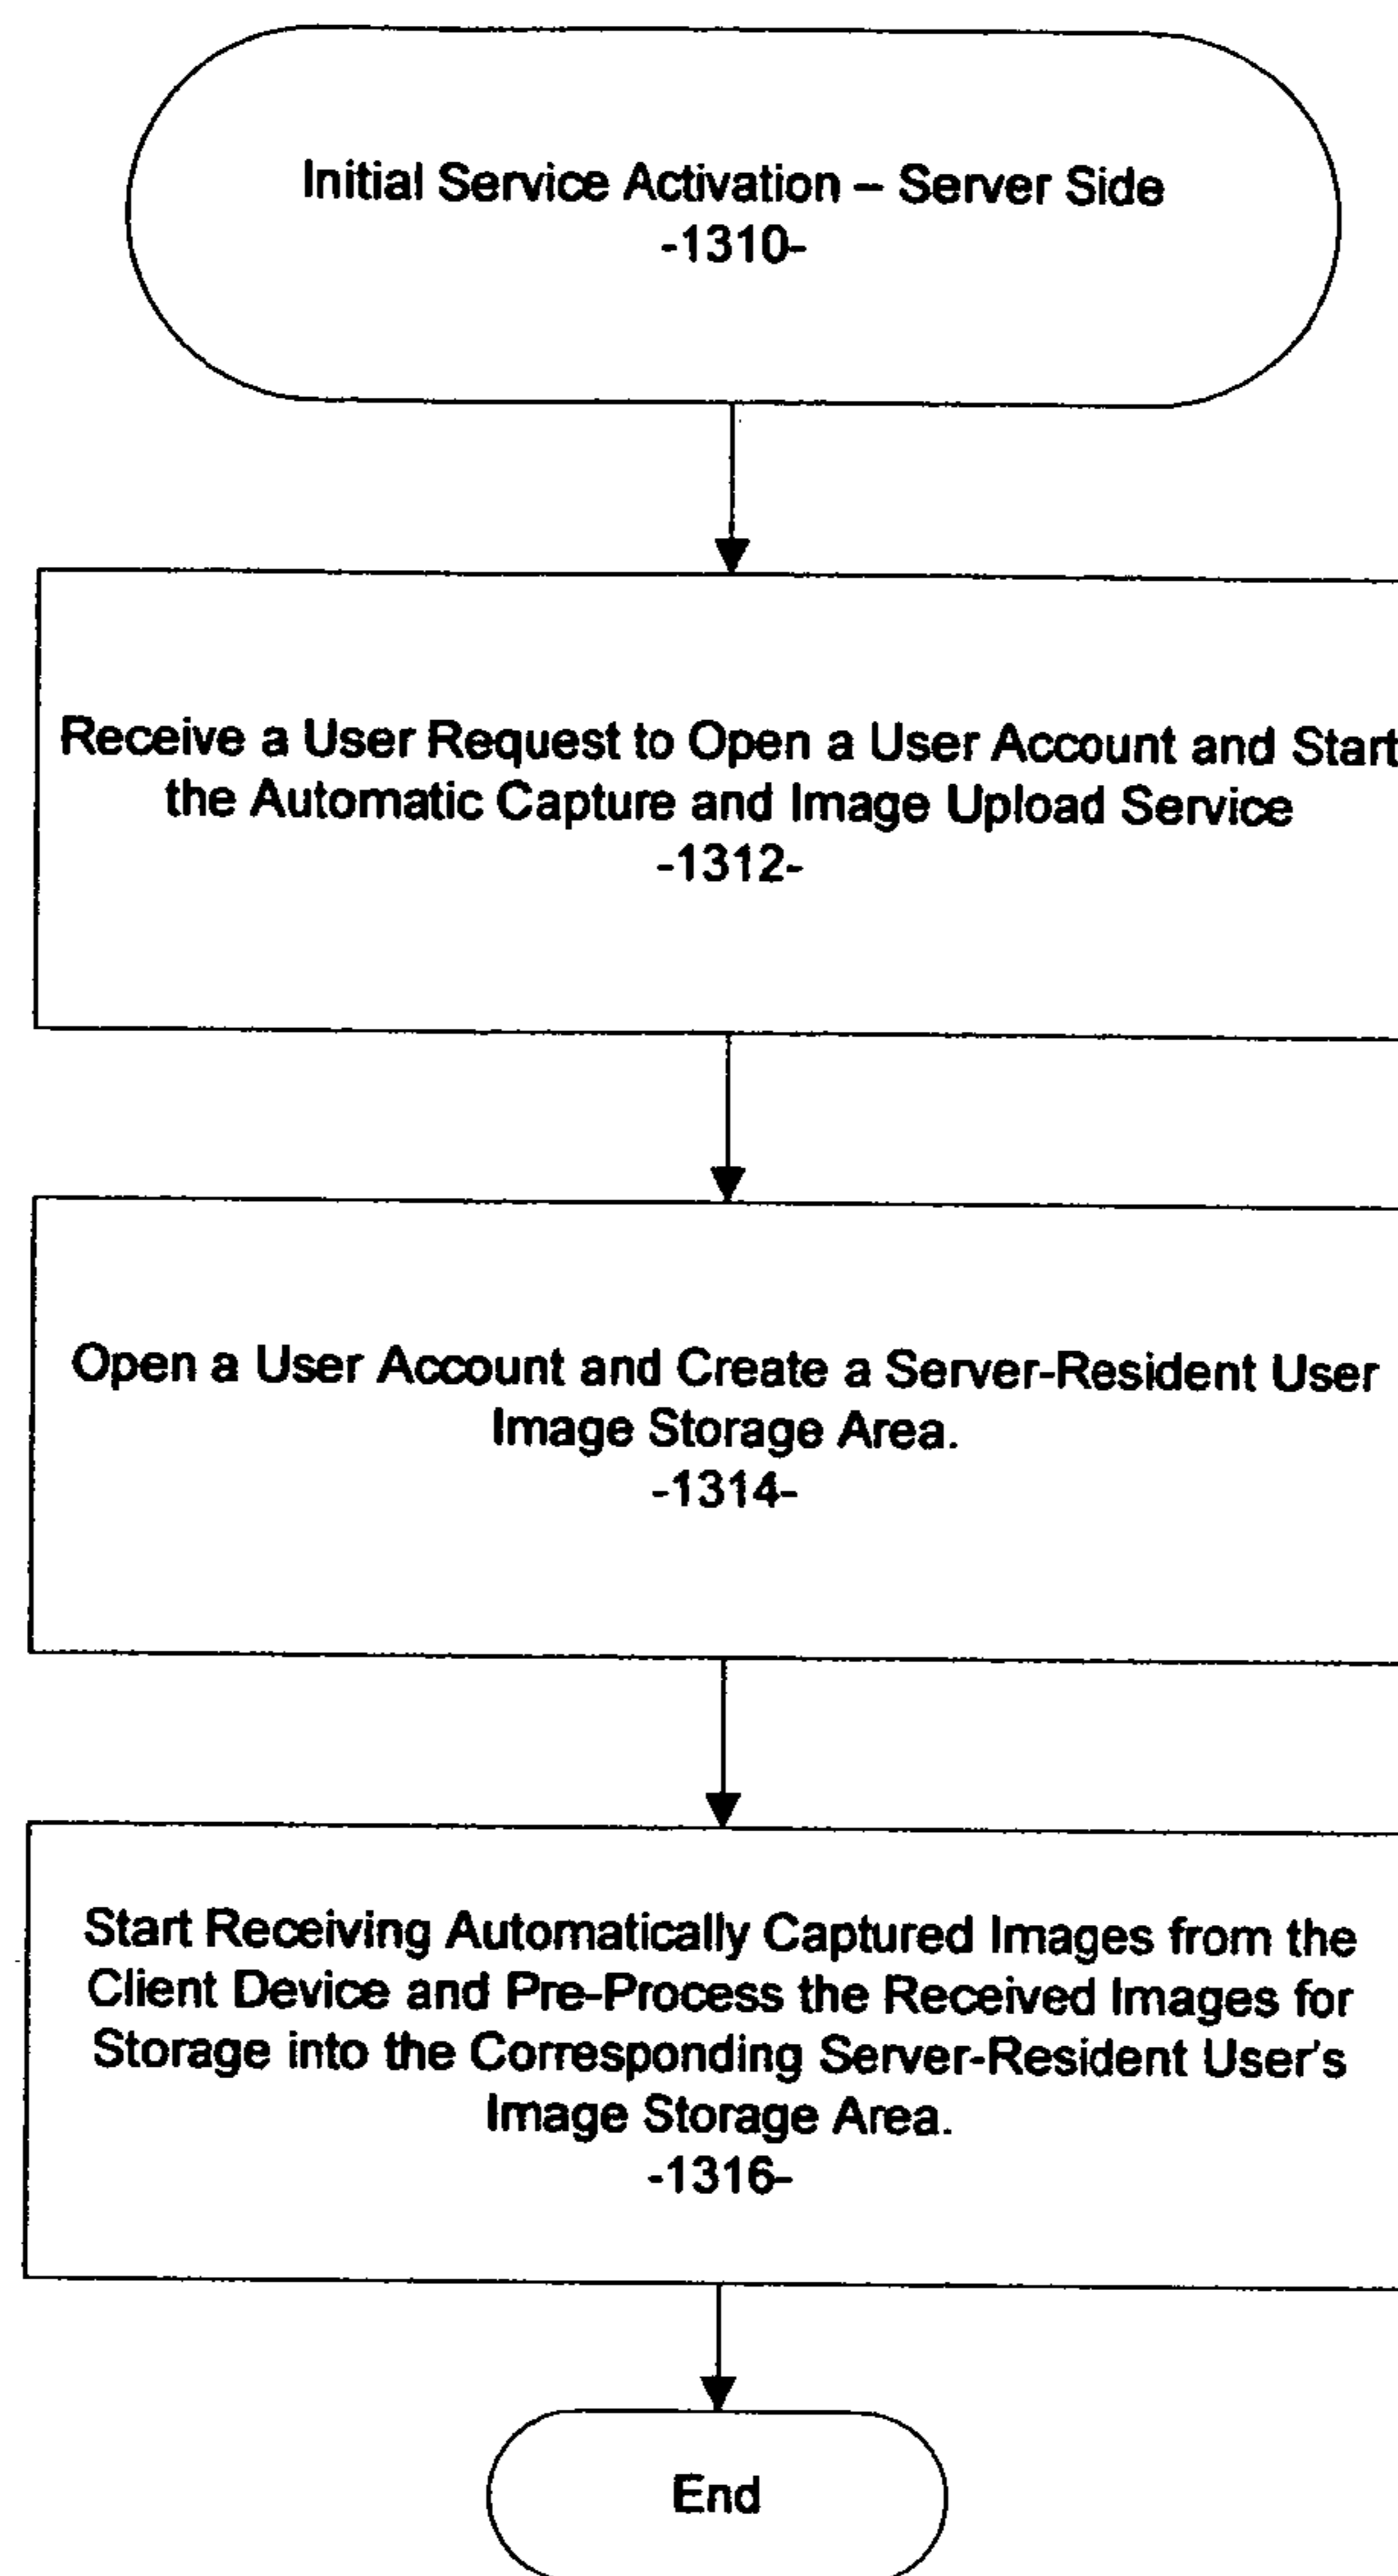 Initial Service Activation – Server Side
-1310-
Receive a User Request to Open a User Account and Start
the Automatic Capture and Image Upload Service
-1312-
Open a User Account and Create a Server-Resident User
Image Storage Area.
-1314-
Start Receiving Automatically Captured Images from the
Client Device and Pre-Process the Received Images for
Storage into the Corresponding Server-Resident User's
Image Storage Area.
-1316-
End